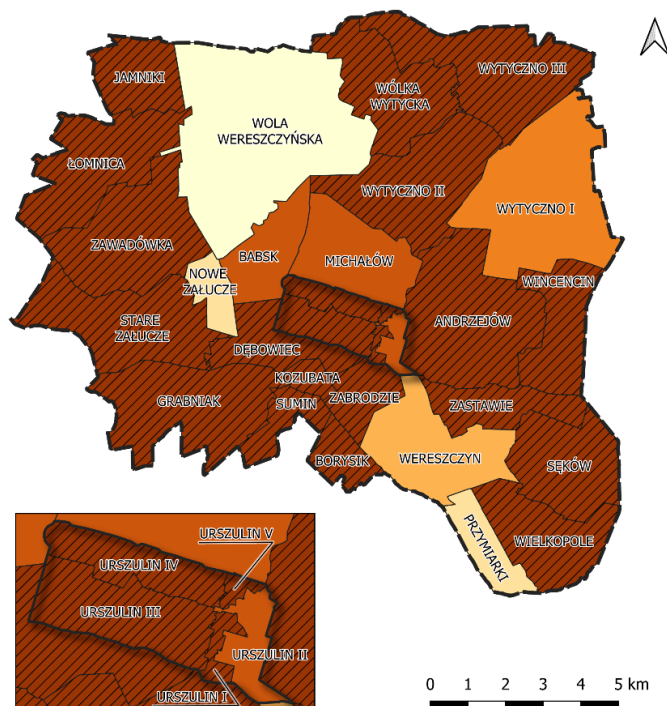 JAMNIKI
WYTYCZNO III
WÓLKA
WYTYCKA
WOLA
WERESZCZYŃSKA
ŁOMNICA
WYTYCZNO II
WYTYCZNO I
ZAWADÓWKA
BABSK
MICHAŁÓW
NOWE
ZAŁUCZE
WINCENCIN
STARE
ZAŁUCZE
ANDRZEJÓW
DĘBOWIEC
KOZUBATA
GRABNIAK
SUMIN
ZABRODZIE
ZASTAWIE
BORYSIK
WERESZCZYN
SĘKÓW
PRZYMIARKI
WIELKOPOLE
URSZULIN V
URSZULIN IV
URSZULIN III
URSZULIN II
URSZULIN I
0 1 2 3 4 5 km